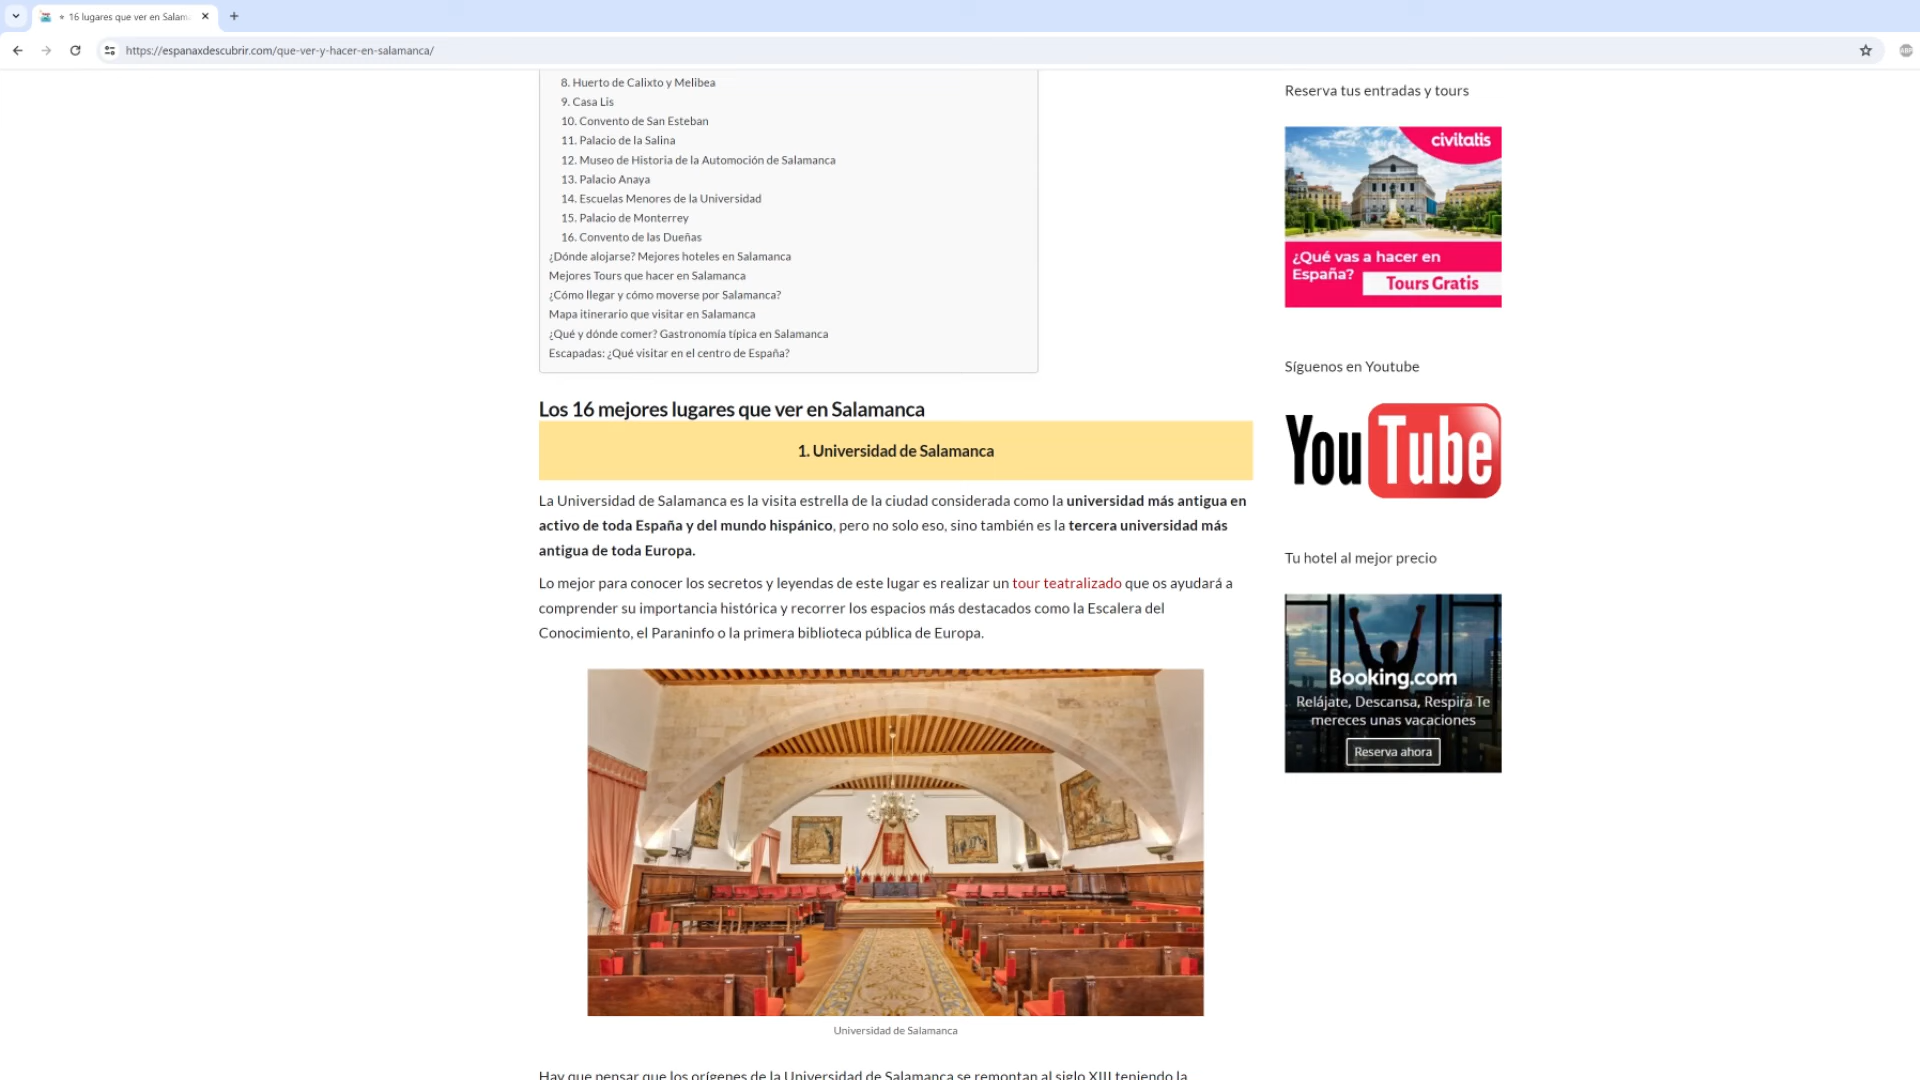 16 lugares que ver en Salam
https://espanaxdescubrir.com/que-ver-y-hacer-en-salamanca/
ABP
8. Huerto de Calixto y Melibea
9. Casa Lis
10. Convento de San Esteban
11. Palacio de la Salina
12. Museo de Historia de la Automoción de Salamanca
13. Palacio Anaya
14. Escuelas Menores de la Universidad
15. Palacio de Monterrey
16. Convento de las Dueñas
¿Dónde alojarse? Mejores hoteles en Salamanca
Mejores Tours que hacer en Salamanca
¿Cómo llegar y cómo moverse por Salamanca?
Mapa itinerario que visitar en Salamanca
¿Qué y dónde comer? Gastronomía típica en Salamanca
Escapadas: ¿Qué visitar en el centro de España?
Los 16 mejores lugares que ver en Salamanca
1. Universidad de Salamanca
La Universidad de Salamanca es la visita estrella de la ciudad considerada como la universidad más antigua en
activo de toda España y del mundo hispánico, pero no solo eso, sino también es la tercera universidad más
antigua de toda Europa.
Lo mejor para conocer los secretos y leyendas de este lugar es realizar un tour teatralizado que os ayudará a
comprender su importancia histórica y recorrer los espacios más destacados como la Escalera del
Conocimiento, el Paraninfo o la primera biblioteca pública de Europa.
Universidad de Salamanca
Hay que pensar que los orígenes de la Universidad de Salamanca se remontan al siglo XIII teniendo la
Reserva tus entradas y tours
civitatis
¿Qué vas a hacer en
España?
Tours Gratis
Síguenos en Youtube
YouTube
Tu hotel al mejor precio
Booking.com
Relájate, Descansa, Respira Te
mereces unas vacaciones
Reserva ahora